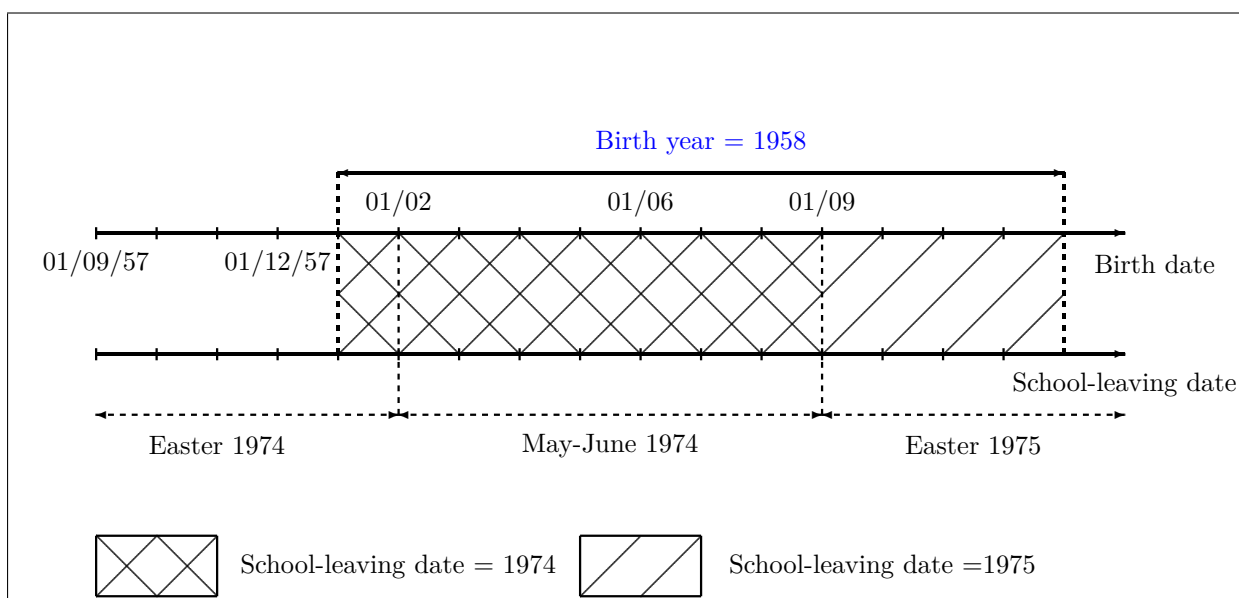 Birth year = 1958
01/02 01/06 01/09
01/09/57 01/12/57 Birth date
School-leaving date
Easter 1974 May-June 1974 Easter 1975
School-leaving date = 1974 School-leaving date =1975